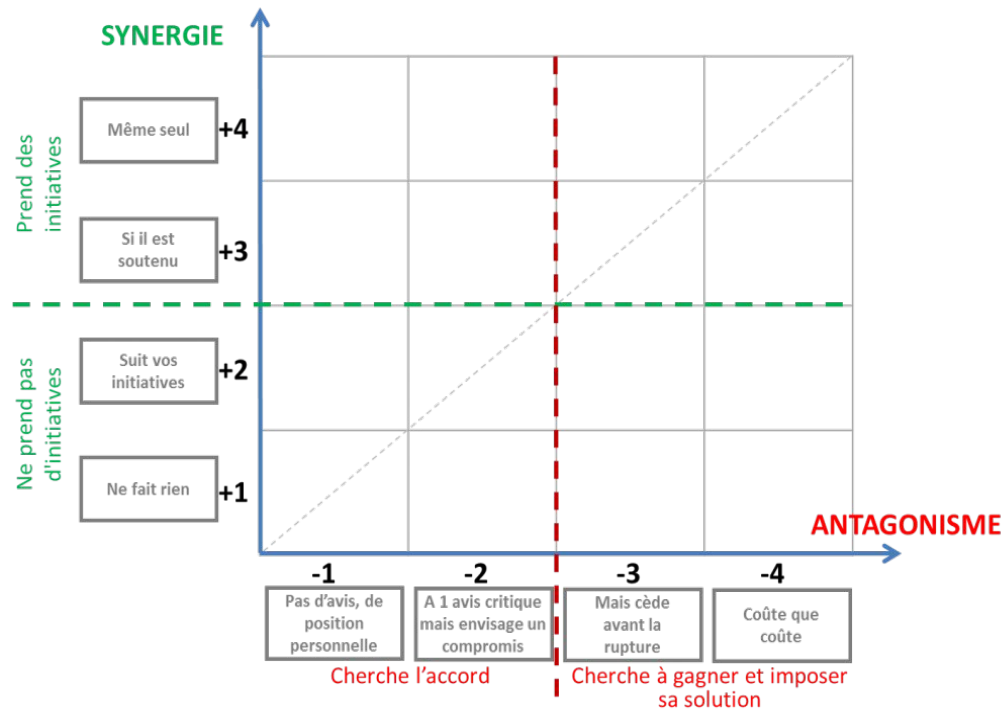 SYNERGIE
Prend des
initiatives
Même seul
+4
Si il est
soutenu
+3
Ne prend pas
d'initiatives
Suit vos
initiatives
+2
Ne fait rien
+1
ANTAGONISME
-1
-2
-3
-4
Pas d'avis, de
position
personnelle
A 1 avis critique
mais envisage un
compromis
Mais cède
avant la
rupture
Coûte que
coûte
Cherche l'accord
Cherche à gagner et imposer
sa solution